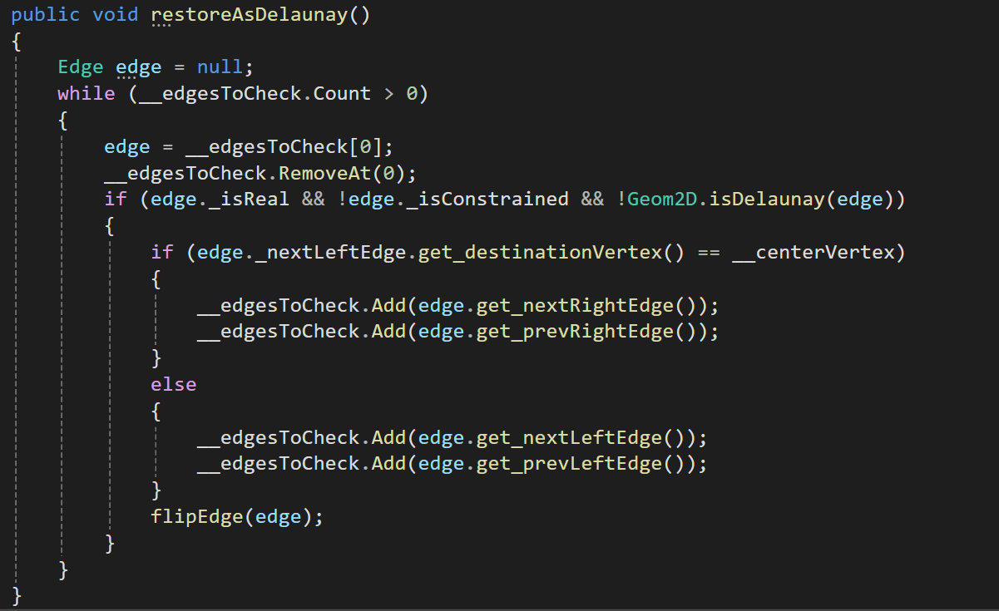 public void restoreAsDelaunay()
{
    Edge edge = null;
    while (__edgesToCheck.Count > 0)
    {
        edge = __edgesToCheck[0];
        __edgesToCheck.RemoveAt(0);
        if (edge._isReal && !edge._isConstrained && !Geom2D.isDelaunay(edge))
        {
            if (edge._nextLeftEdge.get_destinationVertex() == __centerVertex)
            {
                __edgesToCheck.Add(edge.get_nextRightEdge());
                __edgesToCheck.Add(edge.get_prevRightEdge());
            }
            else
            {
                __edgesToCheck.Add(edge.get_nextLeftEdge());
                __edgesToCheck.Add(edge.get_prevLeftEdge());
            }
            flipEdge(edge);
        }
    }
}